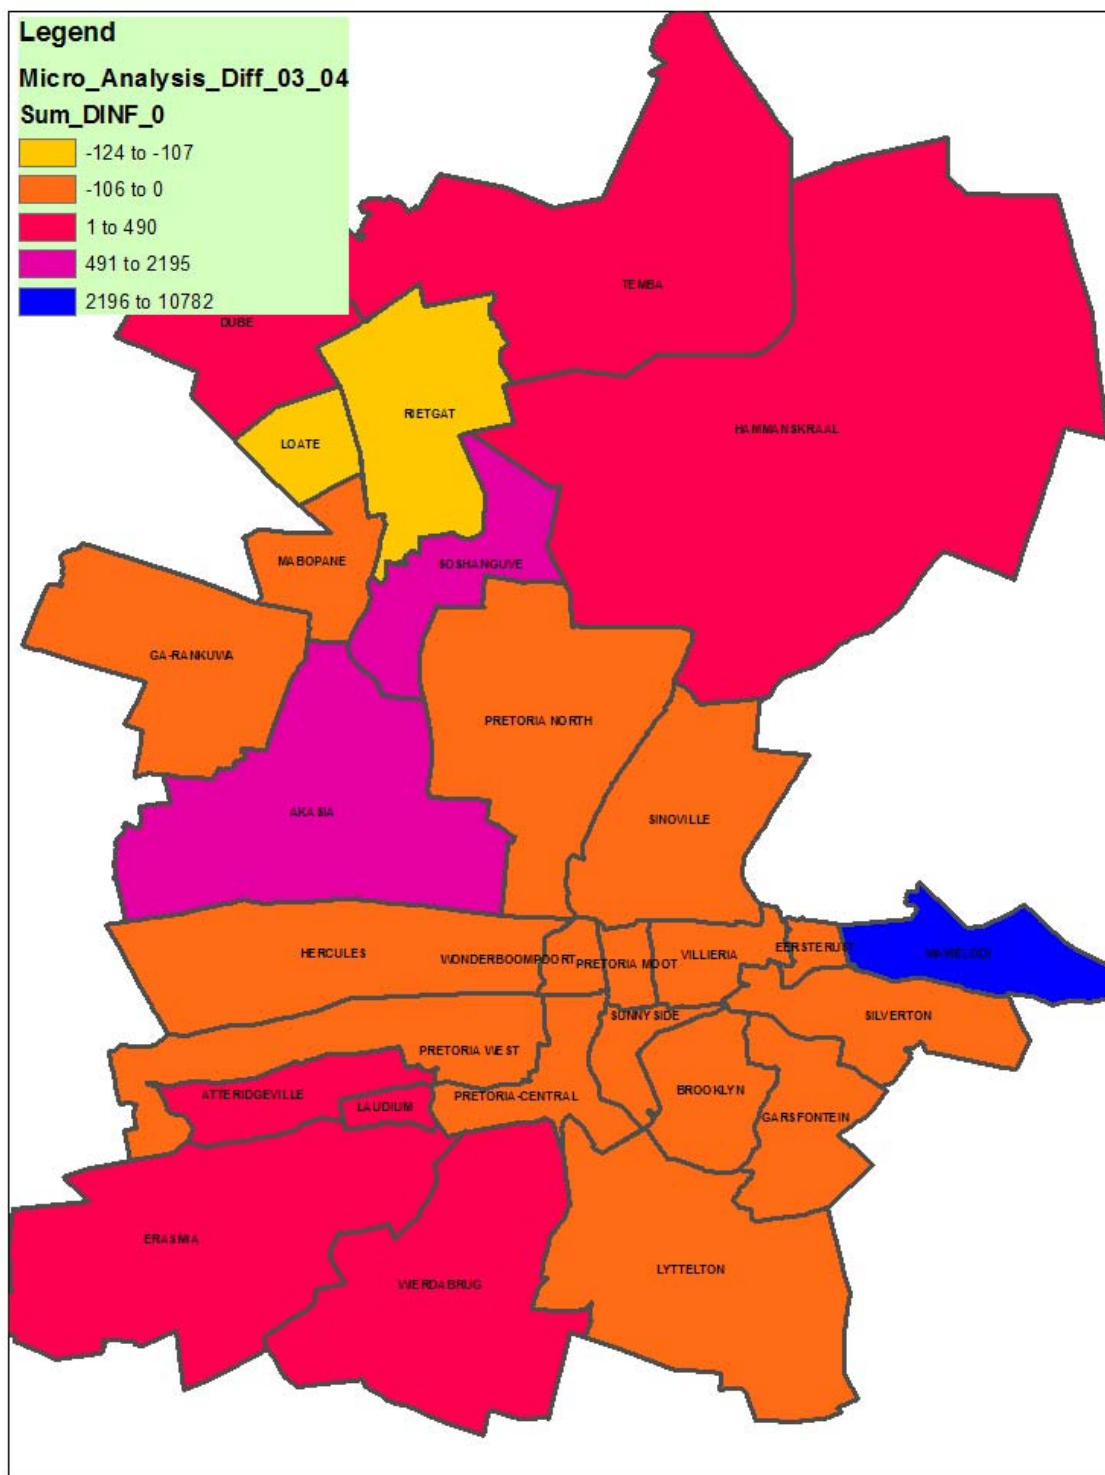 Legend
Micro_Analysis_Diff_03_04
Sum_DINF_0
-124 to -107
-106 to 0
1 to 490
491 to 2195
2196 to 10782
TEMBA
DUBE
RIETGAT
HAMMANSKRAAL
LOATE
MABOPANE
SOSHANGUVE
GA-RANKUWA
PRETORIA NORTH
AKASIA
SINOVILLE
HERCULES
WONDERBOOMPOORT
PRETORIA MOOT
VILLIERIA
EERSTERUST
MAMELODI
SUNNYSIDE
SILVERTON
PRETORIA WEST
ATTERIDGEVILLE
LAUDIUM
PRETORIA-CENTRAL
BROOKLYN
GARSFONTEIN
ERASMIA
WIERDABRUG
LYTTELTON